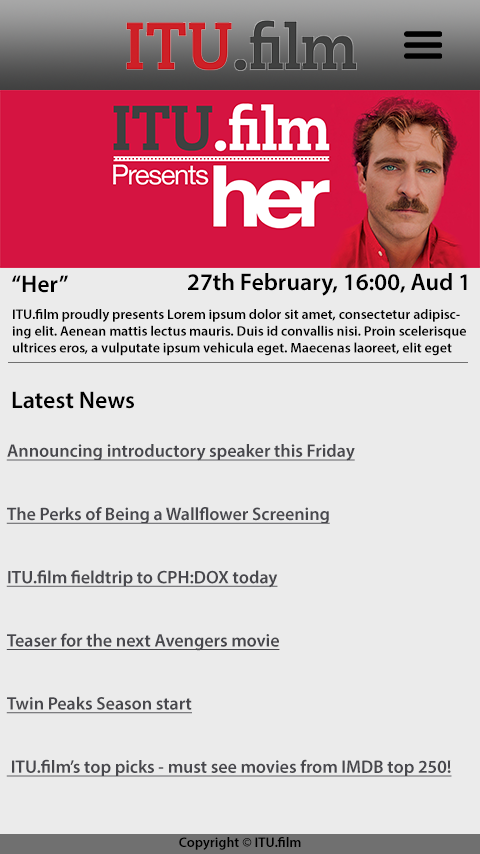 ITU.film
ITU.film
Presents her
“Her”
27th February, 16:00, Aud 1
ITU.film proudly presents Lorem ipsum dolor sit amet, consectetur adipisc-
ing elit. Aenean mattis lectus mauris. Duis id convallis nisi. Proin scelerisque
ultrices eros, a vulputate ipsum vehicula eget. Maecenas laoreet, elit eget
Latest News
Announcing introductory speaker this Friday
The Perks of Being a Wallflower Screening
ITU.film fieldtrip to CPH:DOX today
Teaser for the next Avengers movie
Twin Peaks Season start
ITU.film’s top picks - must see movies from IMDB top 250!
Copyright © ITU.film